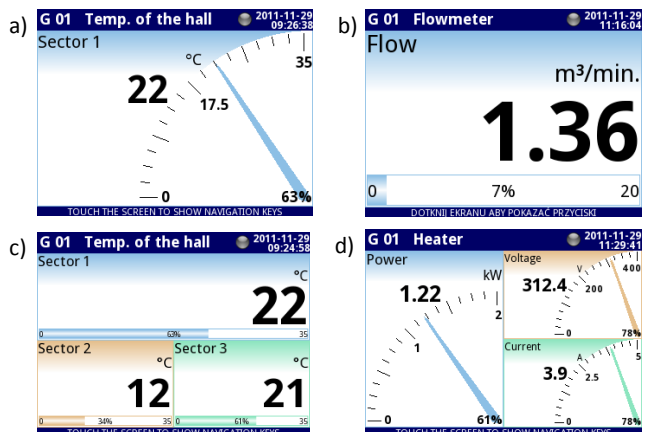 a)
G 01 Temp. of the hall 2011-11-29 09:26:38
Sector 1
°C
35
22
17.5
0
63%
TOUCH THE SCREEN TO SHOW NAVIGATION KEYS
b)
G 01 Flowmeter 2011-11-29 11:16:04
Flow
m³/min.
1.36
0 7% 20
DOTKNIJ EKRANU ABY POKAZAĆ PRZYCISKI
c)
G 01 Temp. of the hall 2011-11-29 09:24:58
Sector 1
°C
22
0 63% 35
Sector 2
°C
12
0 34% 35
Sector 3
°C
21
0 61% 35
TOUCH THE SCREEN TO SHOW NAVIGATION KEYS
d)
G 01 Heater 2011-11-29 11:29:41
Power
kW
1.22
2
1
0
61%
Voltage
V
400
312.4
200
0
78%
Current
A
5
3.9
2.5
0
78%
TOUCH THE SCREEN TO SHOW NAVIGATION KEYS